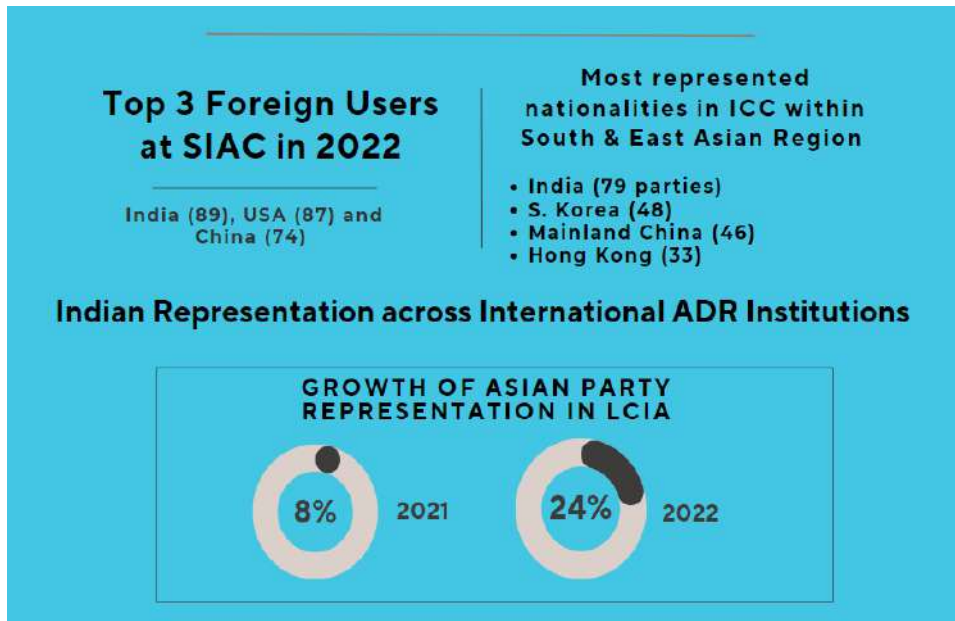 Top 3 Foreign Users
at SIAC in 2022
India (89), USA (87) and
China (74)
Most represented
nationalities in ICC within
South & East Asian Region
• India (79 parties)
• S. Korea (48)
• Mainland China (46)
• Hong Kong (33)
Indian Representation across International ADR Institutions
GROWTH OF ASIAN PARTY
REPRESENTATION IN LCIA
8%
2021
24%
2022